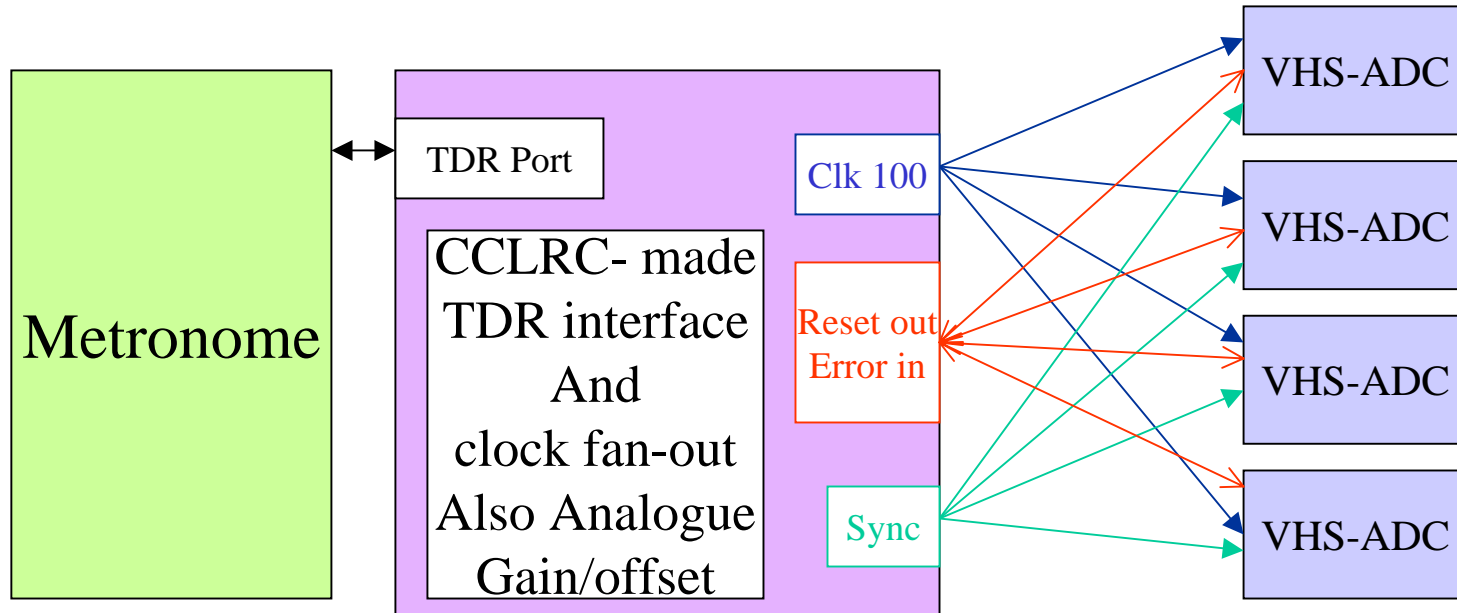 Metronome
TDR Port
CCLRC- made
TDR interface
And
clock fan-out
Also Analogue
Gain/offset
Clk 100
Reset out
Error in
Sync
VHS-ADC
VHS-ADC
VHS-ADC
VHS-ADC